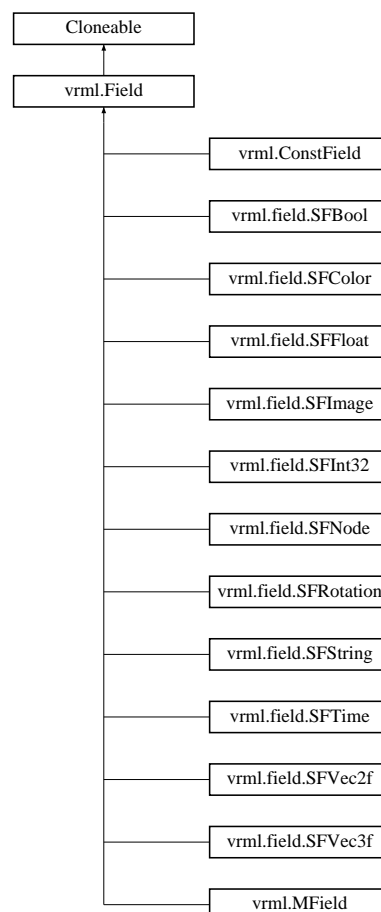 Cloneable
vrml.Field
vrml.ConstField
vrml.field.SFBool
vrml.field.SFColor
vrml.field.SFFloat
vrml.field.SFImage
vrml.field.SFInt32
vrml.field.SFNode
vrml.field.SFRotation
vrml.field.SFString
vrml.field.SFTime
vrml.field.SFVec2f
vrml.field.SFVec3f
vrml.MField